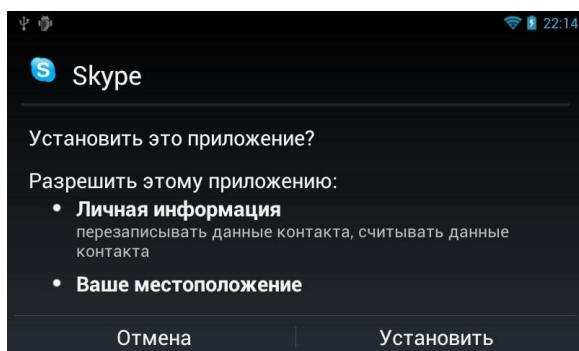 22:14
S Skype
Установить это приложение?
Разрешить этому приложению:
• Личная информация
перезаписывать данные контакта, считывать данные
контакта
• Ваше местоположение
Отмена Установить